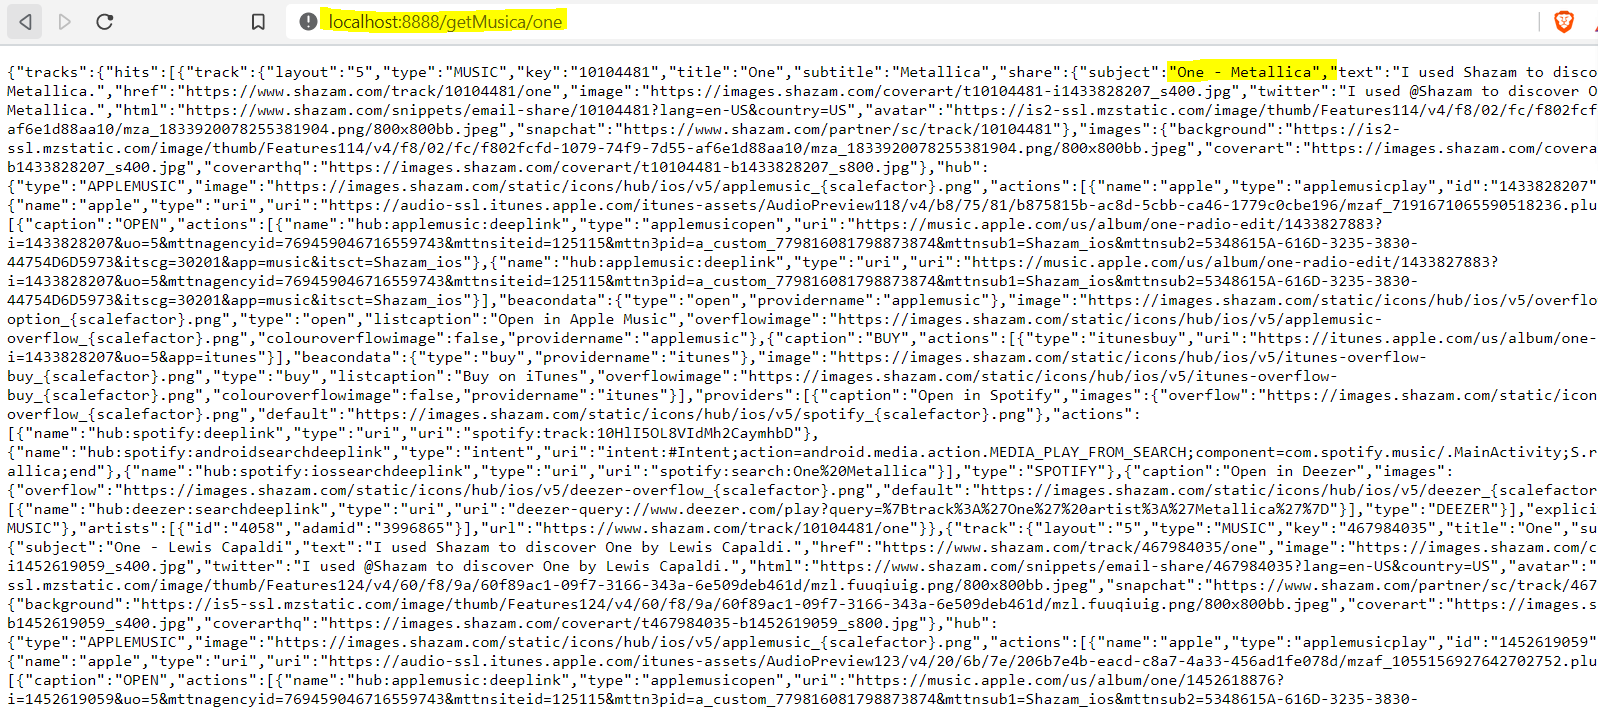 localhost:8888/getMusica/one
{"tracks":{"hits":[{"track":{"layout":"5","type":"MUSIC","key":"10104481","title":"One","subtitle":"Metallica","share":{"subject":"One - Metallica","text":"I used Shazam to disco
Metallica.","href":"https://www.shazam.com/track/10104481/one","image":"https://images.shazam.com/coverart/t10104481-i1433828207_s400.jpg","twitter":"I used @Shazam to discover O
Metallica.","html":"https://www.shazam.com/snippets/email-share/10104481?lang=en-US&country=US","avatar":"https://is2-ssl.mzstatic.com/image/thumb/Features114/v4/f8/02/fc/f802fcf
af6e1d88aa10/mza_1833920078255381904.png/800x800bb.jpeg","snapchat":"https://www.shazam.com/partner/sc/track/10104481"},"images":{"background":"https://is2-
ssl.mzstatic.com/image/thumb/Features114/v4/f8/02/fc/f802fcfd-1079-74f9-7d55-af6e1d88aa10/mza_1833920078255381904.png/800x800bb.jpeg","coverart":"https://images.shazam.com/covera
b1433828207_s400.jpg","coverarthq":"https://images.shazam.com/coverart/t10104481-b1433828207_s800.jpg"},"hub":
{"type":"APPLEMUSIC","image":"https://images.shazam.com/static/icons/hub/ios/v5/applemusic_{scalefactor}.png","actions":[{"name":"apple","type":"applemusicplay","id":"1433828207"
{"name":"apple","type":"uri","uri":"https://audio-ssl.itunes.apple.com/itunes-assets/AudioPreview118/v4/b8/75/81/b875815b-ac8d-5cbb-ca46-1779c0cbe196/mzaf_7191671065590518236.plu
[{"caption":"OPEN","actions":[{"name":"hub:applemusic:deeplink","type":"applemusicopen","uri":"https://music.apple.com/us/album/one-radio-edit/1433827883?
i=1433828207&uo=5&mttnagencyid=769459046716559743&mttnsiteid=125115&mttn3pid=a_custom_779816081798873874&mttnsub1=Shazam_ios&mttnsub2=5348615A-616D-3235-3830-
44754D6D5973&itscg=30201&app=music&itsct=Shazam_ios"},{"name":"hub:applemusic:deeplink","type":"uri","uri":"https://music.apple.com/us/album/one-radio-edit/1433827883?
i=1433828207&uo=5&mttnagencyid=769459046716559743&mttnsiteid=125115&mttn3pid=a_custom_779816081798873874&mttnsub1=Shazam_ios&mttnsub2=5348615A-616D-3235-3830-
44754D6D5973&itscg=30201&app=music&itsct=Shazam_ios"}],"beacondata":{"type":"open","providername":"applemusic"},"image":"https://images.shazam.com/static/icons/hub/ios/v5/overflo
option_{scalefactor}.png","type":"open","listcaption":"Open in Apple Music","overflowimage":"https://images.shazam.com/static/icons/hub/ios/v5/applemusic-
overflow_{scalefactor}.png","colouroverflowimage":false,"providername":"applemusic"},{"caption":"BUY","actions":[{"type":"itunesbuy","uri":"https://itunes.apple.com/us/album/one-
i=1433828207&uo=5&app=itunes"}],"beacondata":{"type":"buy","providername":"itunes"},"image":"https://images.shazam.com/static/icons/hub/ios/v5/itunes-overflow-
buy_{scalefactor}.png","type":"buy","listcaption":"Buy on iTunes","overflowimage":"https://images.shazam.com/static/icons/hub/ios/v5/itunes-overflow-
buy_{scalefactor}.png","colouroverflowimage":false,"providername":"itunes"}],"providers":[{"caption":"Open in Spotify","images":{"overflow":"https://images.shazam.com/static/icon
overflow_{scalefactor}.png","default":"https://images.shazam.com/static/icons/hub/ios/v5/spotify_{scalefactor}.png"},"actions":
[{"name":"hub:spotify:deeplink","type":"uri","uri":"spotify:track:10HlI5OL8VIdMh2CaymhbD"},
{"name":"hub:spotify:androidsearchdeeplink","type":"intent","uri":"intent:#Intent;action=android.media.action.MEDIA_PLAY_FROM_SEARCH;component=com.spotify.music/.MainActivity;S.r
allica;end"},{"name":"hub:spotify:iossearchdeeplink","type":"uri","uri":"spotify:search:One%20Metallica"}],"type":"SPOTIFY"},{"caption":"Open in Deezer","images":
{"overflow":"https://images.shazam.com/static/icons/hub/ios/v5/deezer-overflow_{scalefactor}.png","default":"https://images.shazam.com/static/icons/hub/ios/v5/deezer_{scalefactor
[{"name":"hub:deezer:searchdeeplink","type":"uri","uri":"deezer-query://www.deezer.com/play?query=%7Btrack%3A%27One%27%20artist%3A%27Metallica%27%7D"}],"type":"DEEZER"}],"explici
MUSIC"},"artists":[{"id":"4058","adamid":"3996865"}],"url":"https://www.shazam.com/track/10104481/one"}},{"track":{"layout":"5","type":"MUSIC","key":"467984035","title":"One","su
{"subject":"One - Lewis Capaldi","text":"I used Shazam to discover One by Lewis Capaldi.","href":"https://www.shazam.com/track/467984035/one","image":"https://images.shazam.com/c
i1452619059_s400.jpg","twitter":"I used @Shazam to discover One by Lewis Capaldi.","html":"https://www.shazam.com/snippets/email-share/467984035?lang=en-US&country=US","avatar":"
ssl.mzstatic.com/image/thumb/Features124/v4/60/f8/9a/60f89ac1-09f7-3166-343a-6e509deb461d/mzl.fuuqiuig.png/800x800bb.jpeg","snapchat":"https://www.shazam.com/partner/sc/track/467
{"background":"https://is5-ssl.mzstatic.com/image/thumb/Features124/v4/60/f8/9a/60f89ac1-09f7-3166-343a-6e509deb461d/mzl.fuuqiuig.png/800x800bb.jpeg","coverart":"https://images.s
b1452619059_s400.jpg","coverarthq":"https://images.shazam.com/coverart/t467984035-b1452619059_s800.jpg"},"hub":
{"type":"APPLEMUSIC","image":"https://images.shazam.com/static/icons/hub/ios/v5/applemusic_{scalefactor}.png","actions":[{"name":"apple","type":"applemusicplay","id":"1452619059"
{"name":"apple","type":"uri","uri":"https://audio-ssl.itunes.apple.com/itunes-assets/AudioPreview123/v4/20/6b/7e/206b7e4b-eacd-c8a7-4a33-456ad1fe078d/mzaf_1055156927642702752.plu
[{"caption":"OPEN","actions":[{"name":"hub:applemusic:deeplink","type":"applemusicopen","uri":"https://music.apple.com/us/album/one/1452618876?
i=1452619059&uo=5&mttnagencyid=769459046716559743&mttnsiteid=125115&mttn3pid=a_custom_779816081798873874&mttnsub1=Shazam_ios&mttnsub2=5348615A-616D-3235-3830-